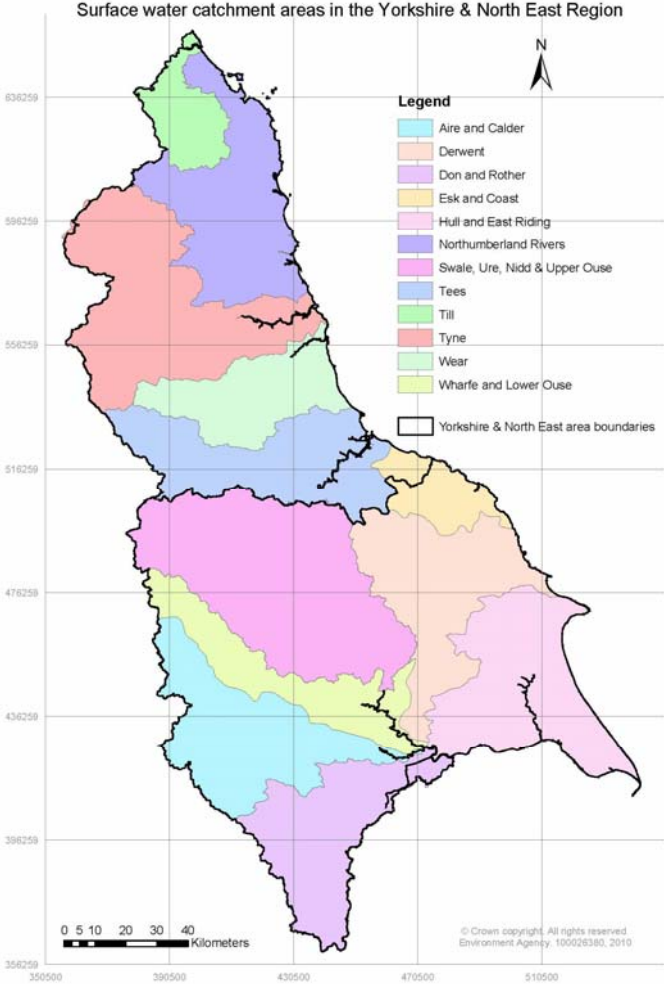 Surface water catchment areas in the Yorkshire & North East Region
N
636259
596259
556259
516259
476259
436259
396259
356259
Legend
Aire and Calder
Derwent
Don and Rother
Esk and Coast
Hull and East Riding
Northumberland Rivers
Swale, Ure, Nidd & Upper Ouse
Tees
Till
Tyne
Wear
Wharfe and Lower Ouse
Yorkshire & North East area boundaries
0 5 10 20 30 40
Kilometers
© Crown copyright. All rights reserved
Environment Agency. 100026380, 2010
350500 390500 430500 470500 510500